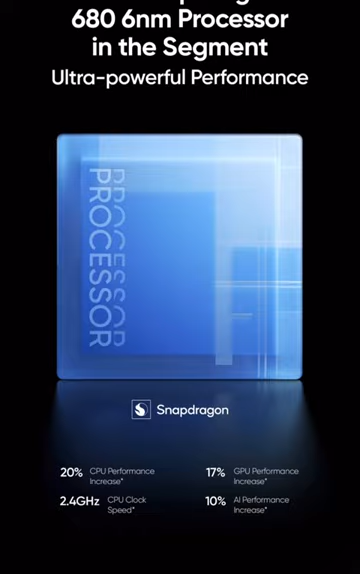 680 6nm Processor
in the Segment
Ultra-powerful Performance
PROCESSOR
PROCESSOR
Snapdragon
20% CPU Performance
Increase*
17% GPU Performance
Increase*
2.4GHz CPU Clock
Speed*
10% AI Performance
Increase*